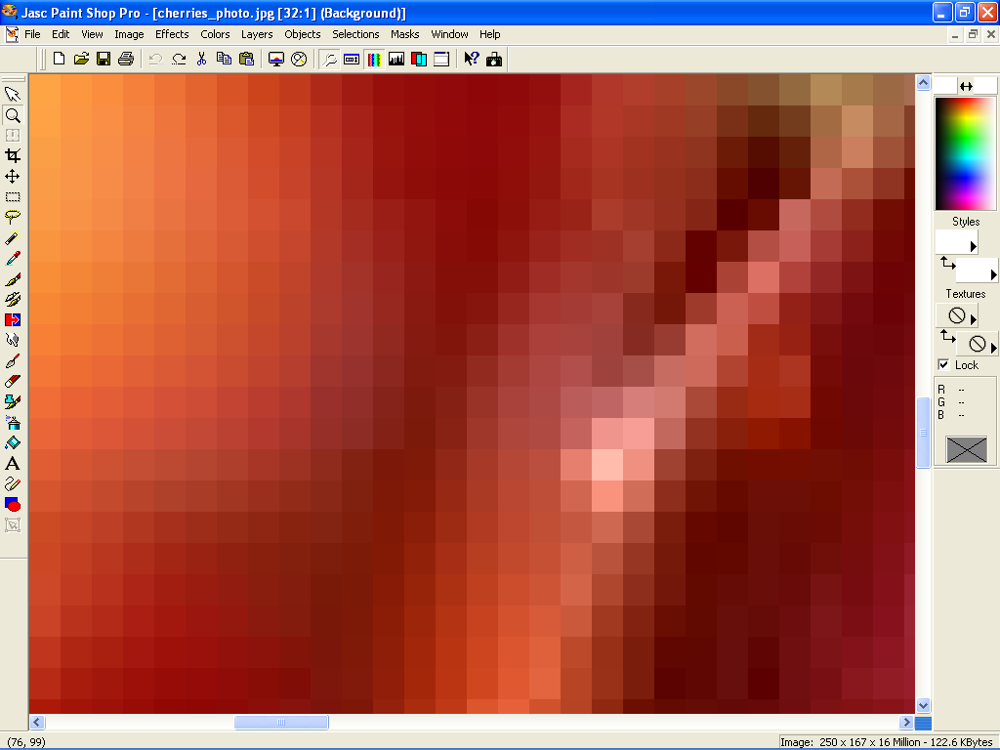 Jasc Paint Shop Pro - [cherries_photo.jpg [32:1] (Background)]
File Edit View Image Effects Colors Layers Objects Selections Masks Window Help
Styles
Textures
Lock
R --
G --
B --
A
(76, 99)
Image: 250 x 167 x 16 Million - 122.6 KBytes